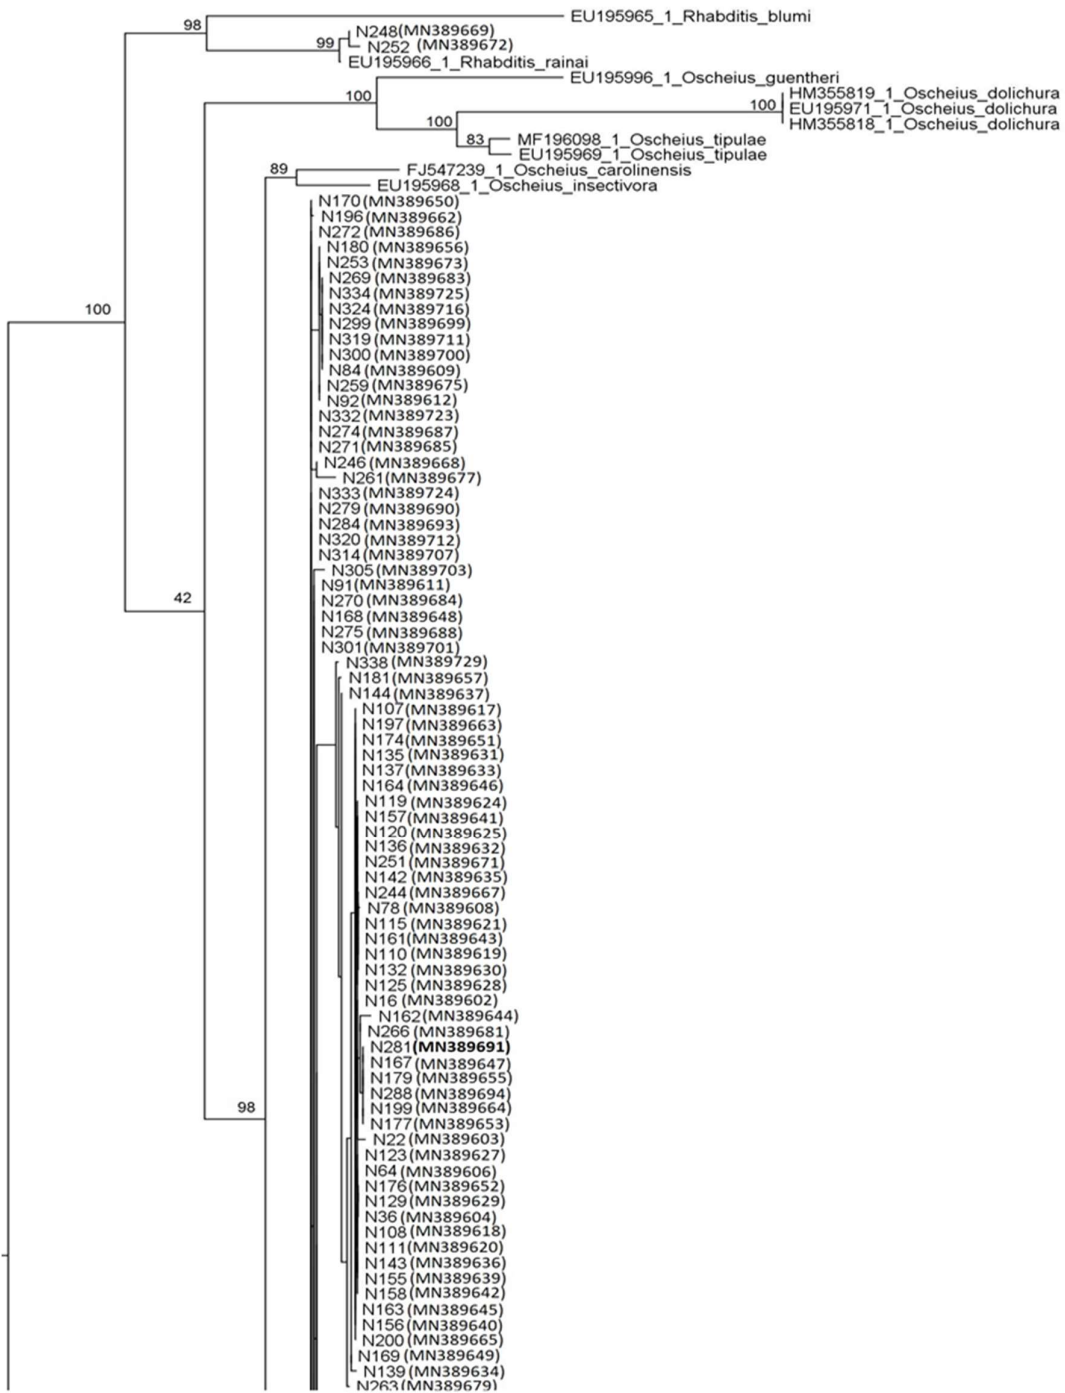 EU195965_1_Rhabditis_blumi
98
N248(MN389669)
99
N252 (MN389672)
EU195966_1_Rhabditis_rainai
EU195996_1_Oscheius_guentheri
100
HM355819_1_Oscheius_dolichura
100
EU195971_1_Oscheius_dolichura
100
HM355818_1_Oscheius_dolichura
83
MF196098_1_Oscheius_tipulae
EU195969_1_Oscheius_tipulae
89
FJ547239_1_Oscheius_carolinensis
EU195968_1_Oscheius_insectivora
N170(MN389650)
N196(MN389662)
N272(MN389686)
N180(MN389656)
N253(MN389673)
N269(MN389683)
N334(MN389725)
100
N324(MN389716)
N299(MN389699)
N319(MN389711)
N300(MN389700)
N84(MN389609)
N259(MN389675)
N92(MN389612)
N332(MN389723)
N274(MN389687)
N271(MN389685)
N246(MN389668)
N261(MN389677)
N333(MN389724)
N279(MN389690)
N284(MN389693)
N320(MN389712)
N314(MN389707)
N305(MN389703)
N91(MN389611)
42
N270(MN389684)
N168(MN389648)
N275(MN389688)
N301(MN389701)
N338(MN389729)
N181(MN389657)
N144(MN389637)
N107(MN389617)
N197(MN389663)
N174(MN389651)
N135(MN389631)
N137(MN389633)
N164(MN389646)
N119(MN389624)
N157(MN389641)
N120(MN389625)
N136(MN389632)
N251(MN389671)
N142(MN389635)
N244(MN389667)
N78(MN389608)
N115(MN389621)
N161(MN389643)
N110(MN389619)
N132(MN389630)
N125(MN389628)
N16(MN389602)
N162(MN389644)
N266(MN389681)
N281(MN389691)
N167(MN389647)
N179(MN389655)
N288(MN389694)
98
N199(MN389664)
N177(MN389653)
N22(MN389603)
N123(MN389627)
N64(MN389606)
N176(MN389652)
N129(MN389629)
N36(MN389604)
N108(MN389618)
N111(MN389620)
N143(MN389636)
N155(MN389639)
N158(MN389642)
N163(MN389645)
N156(MN389640)
N200(MN389665)
N169(MN389649)
N139(MN389634)
N263(MN389679)